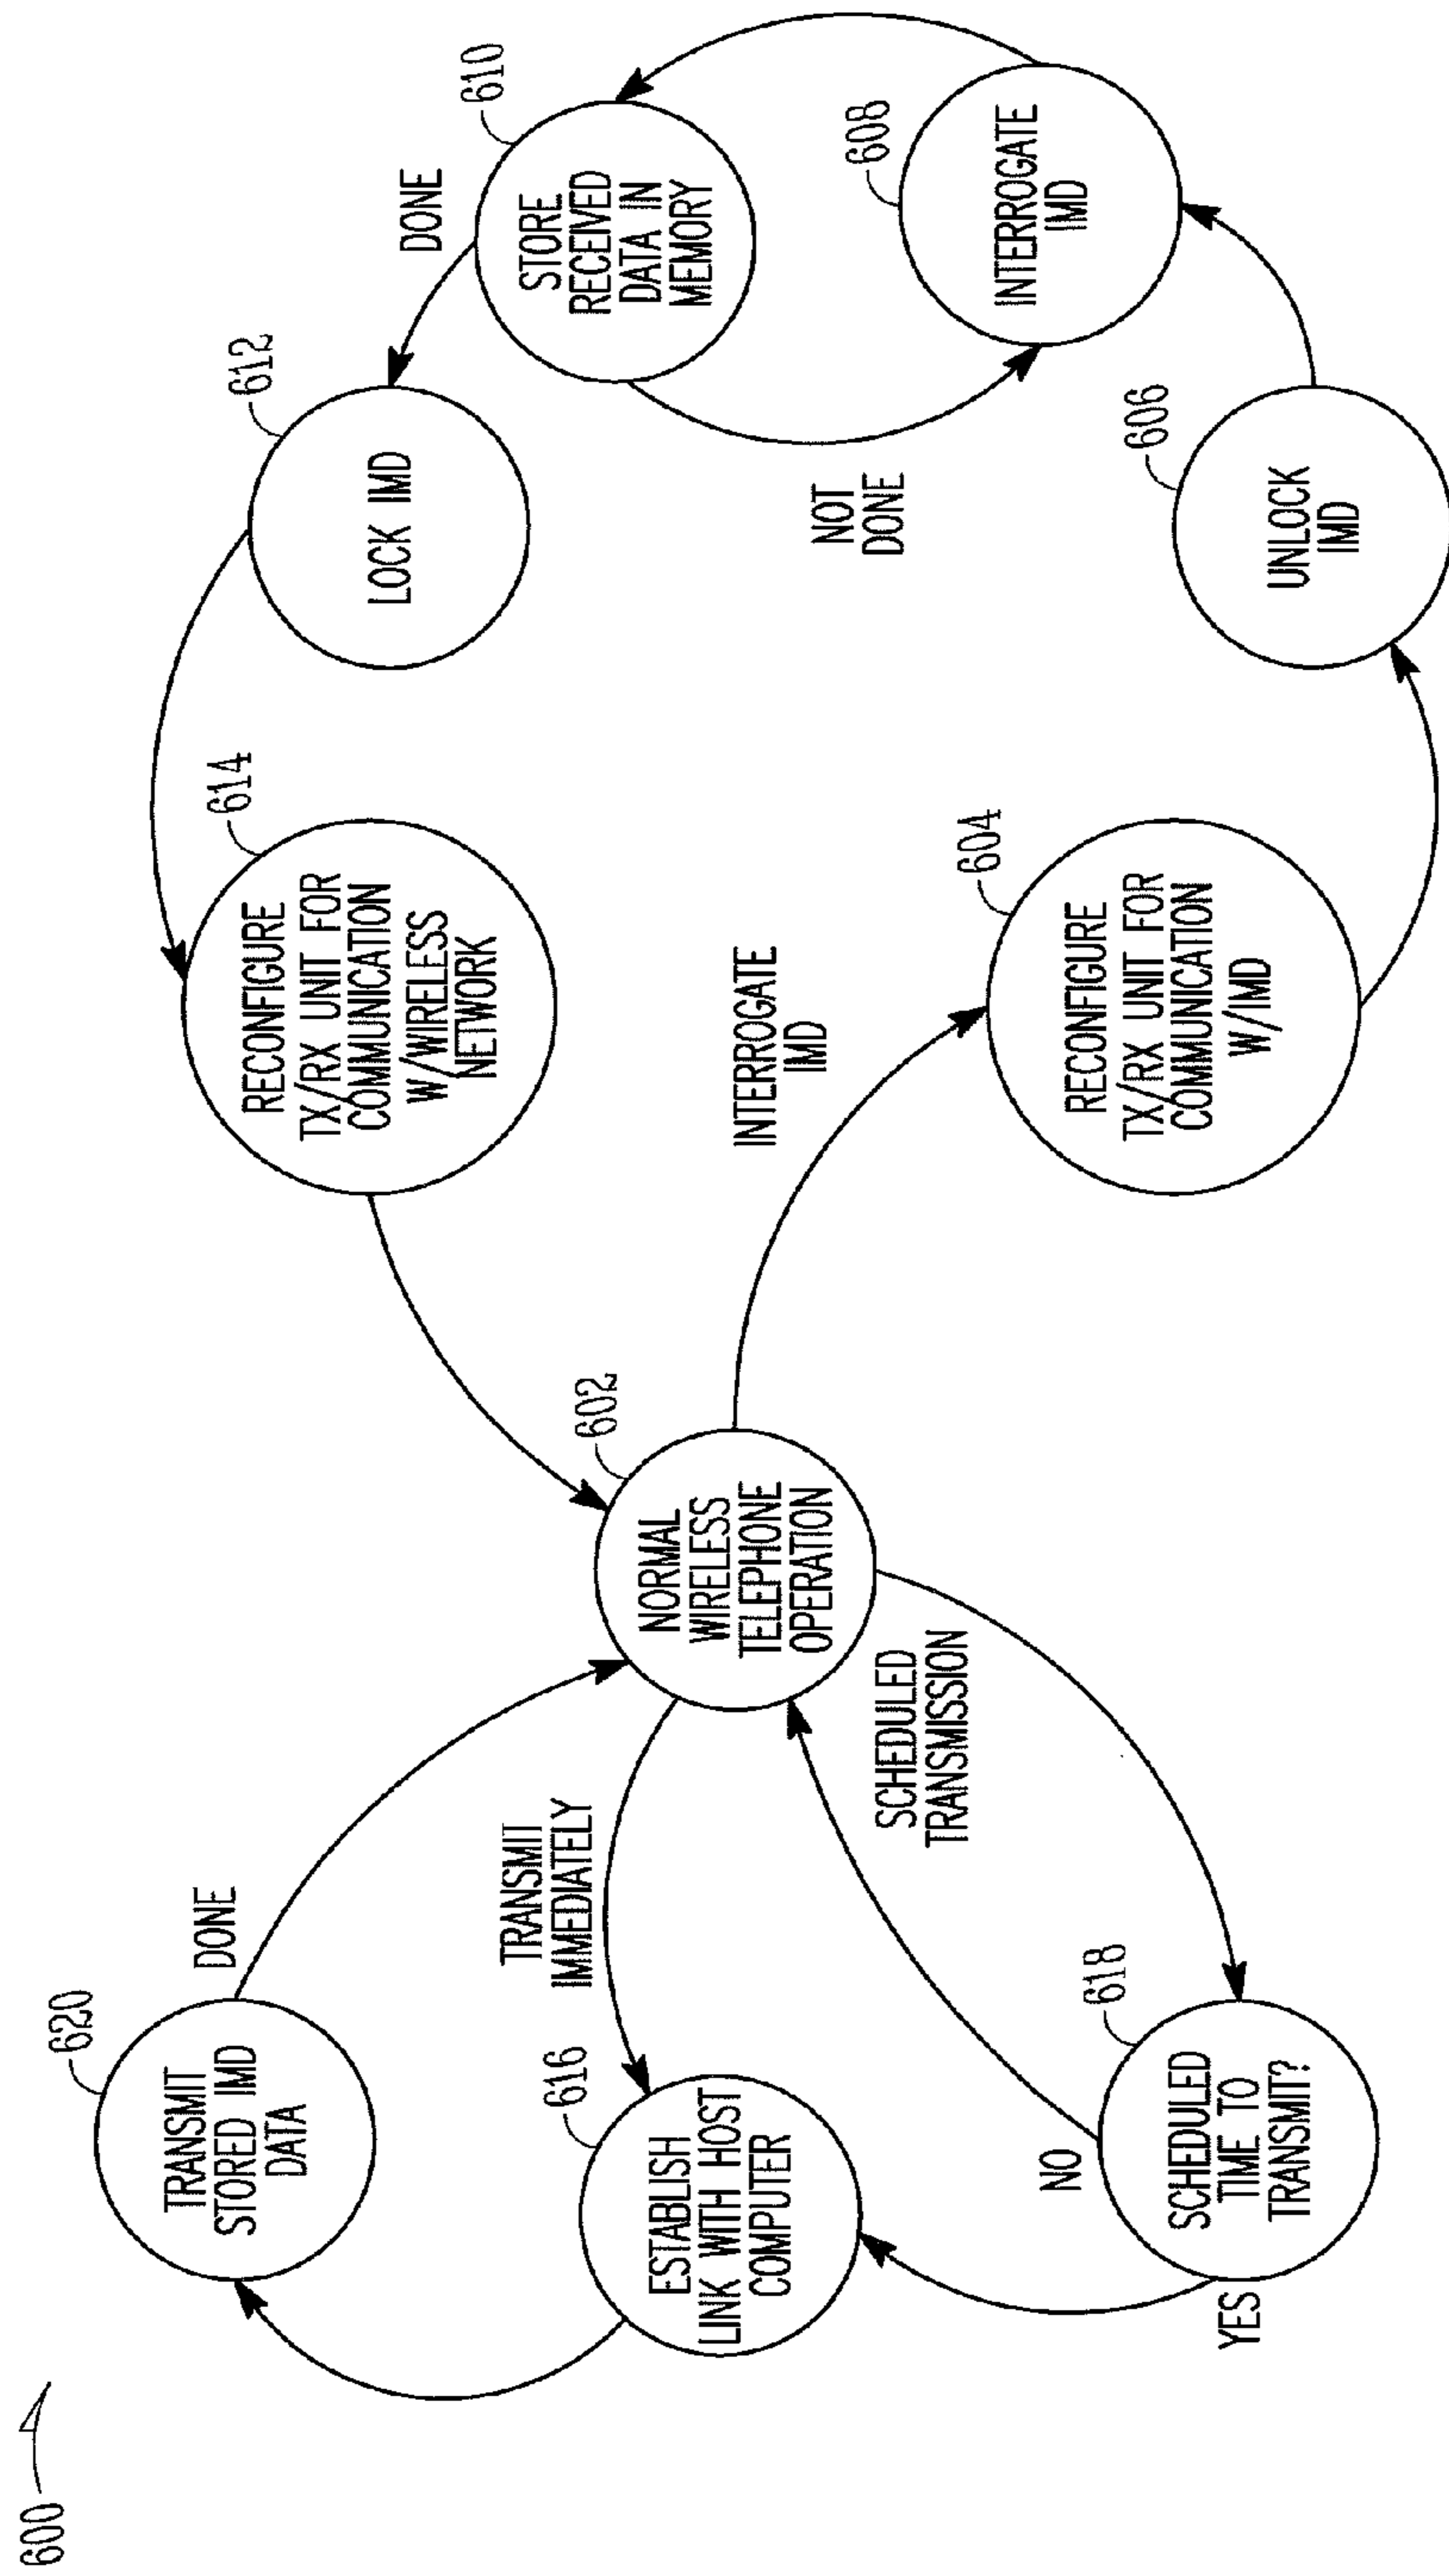 600
620
TRANSMIT
STORED IMD
DATA
DONE
616
ESTABLISH
LINK WITH HOST
COMPUTER
TRANSMIT
IMMEDIATELY
618
SCHEDULED
TIME TO
TRANSMIT?
YES
NO
SCHEDULED
TRANSMISSION
602
NORMAL
WIRELESS
TELEPHONE
OPERATION
614
RECONFIGURE
TX/RX UNIT FOR
COMMUNICATION
W/WIRELESS
NETWORK
INTERROGATE
IMD
604
RECONFIGURE
TX/RX UNIT FOR
COMMUNICATION
W/IMD
612
LOCK IMD
606
UNLOCK
IMD
DONE
610
STORE
RECEIVED
DATA IN
MEMORY
NOT
DONE
608
INTERROGATE
IMD